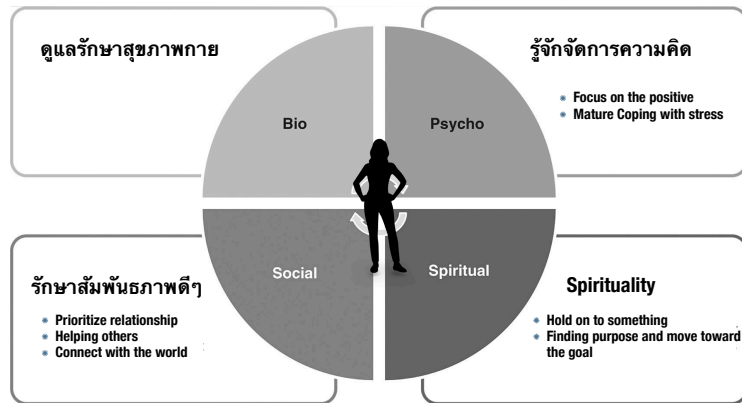 ดูแลรักษาสุขภาพกาย
Bio
รู้จักจัดการความคิด
Focus on the positive
Mature Coping with stress
Psycho
รักษาสัมพันธภาพดีๆ
Prioritize relationship
Helping others
Connect with the world
Social
Spirituality
Hold on to something
Finding purpose and move toward
the goal
Spiritual